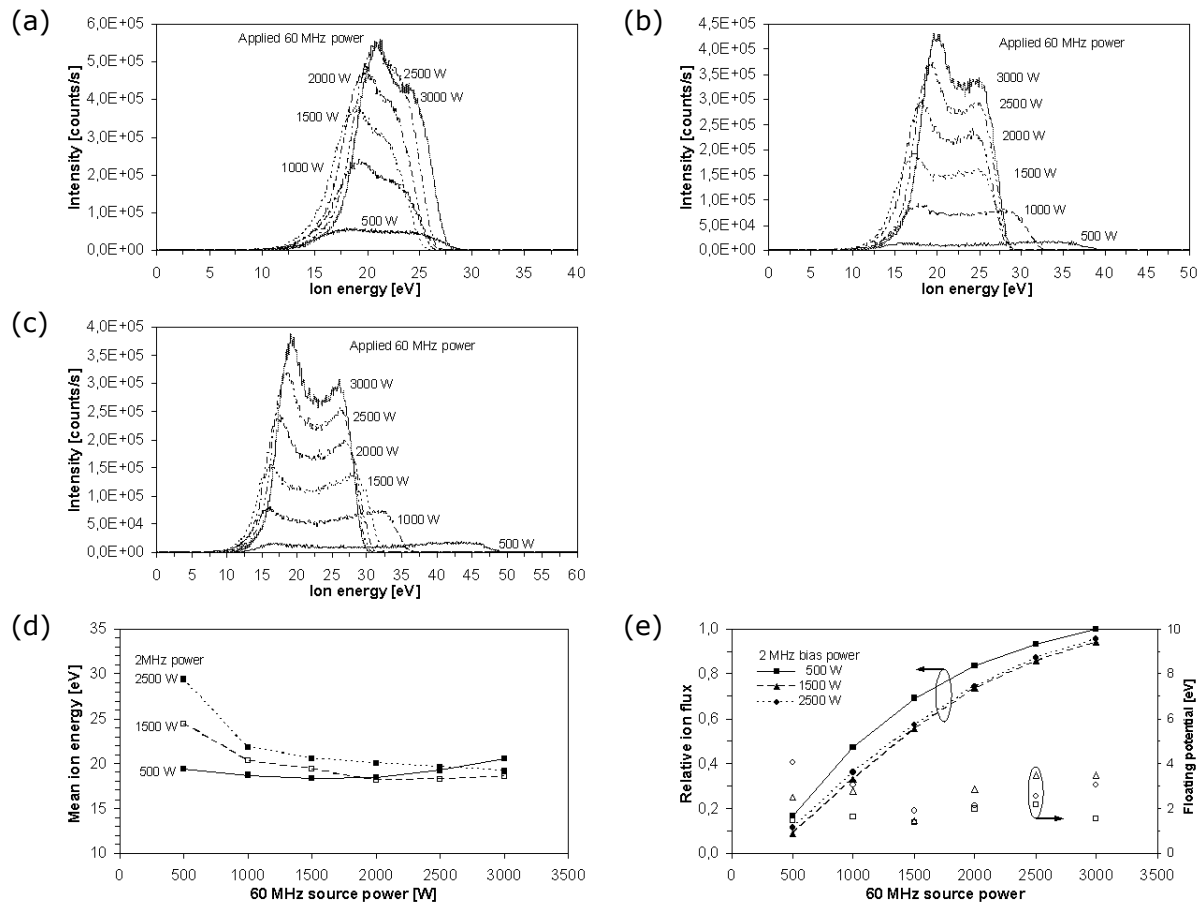 (a)
6,0E+05
5,0E+05
4,0E+05
3,0E+05
2,0E+05
1,0E+05
0,0E+00
Intensity [counts/s]
Applied 60 MHz power
2500 W
2000 W
3000 W
1500 W
1000 W
500 W
0 5 10 15 20 25 30 35 40
Ion energy [eV]
(b)
4,5E+05
4,0E+05
3,5E+05
3,0E+05
2,5E+05
2,0E+05
1,5E+05
1,0E+05
5,0E+04
0,0E+00
Intensity [counts/s]
Applied 60 MHz power
3000 W
2500 W
2000 W
1500 W
1000 W
500 W
0 5 10 15 20 25 30 35 40 45 50
Ion energy [eV]
(c)
4,0E+05
3,5E+05
3,0E+05
2,5E+05
2,0E+05
1,5E+05
1,0E+05
5,0E+04
0,0E+00
Intensity [counts/s]
Applied 60 MHz power
3000 W
2500 W
2000 W
1500 W
1000 W
500 W
0 5 10 15 20 25 30 35 40 45 50 55 60
Ion energy [eV]
(d)
35
30
25
20
15
10
Mean ion energy [eV]
2MHz power
2500 W
1500 W
500 W
0 500 1000 1500 2000 2500 3000 3500
60 MHz source power [W]
(e)
1,0
0,8
0,6
0,4
0,2
0,0
Relative ion flux
2 MHz bias power
500 W
1500 W
2500 W
10
8
6
4
2
0
Floating potential [eV]
0 500 1000 1500 2000 2500 3000 3500
60 MHz source power